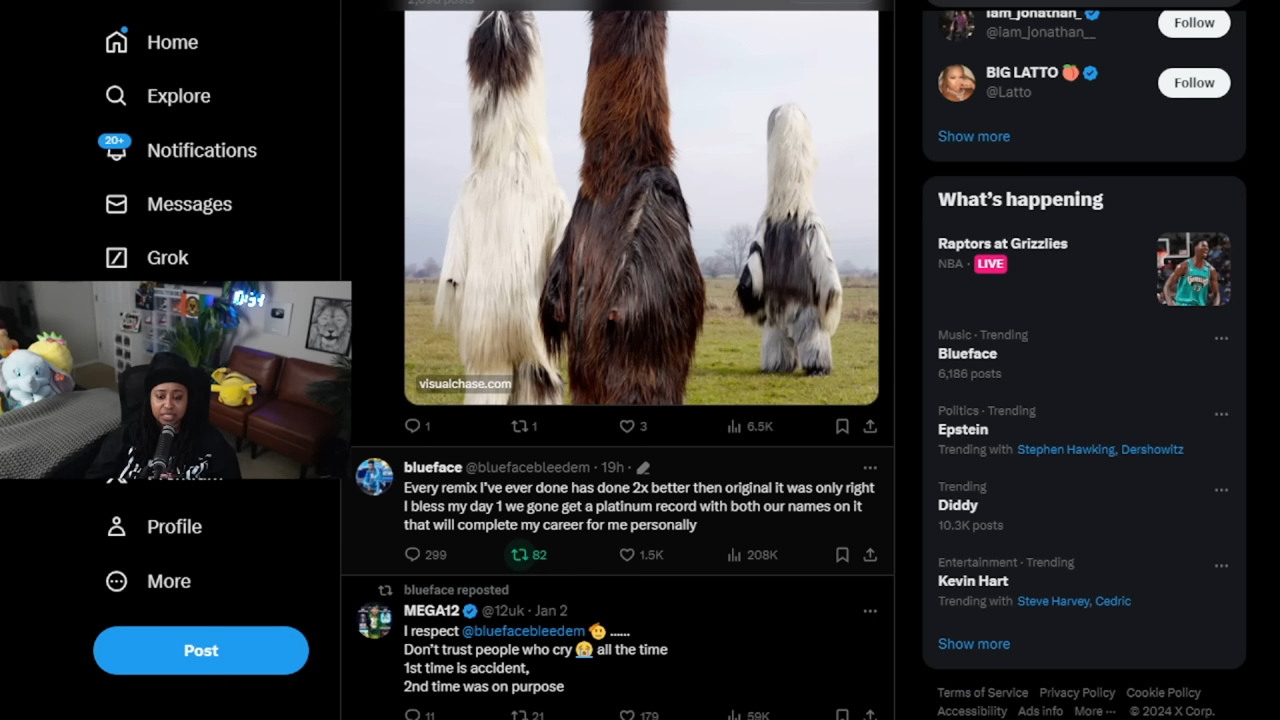 Home
Explore
20+
Notifications
Messages
Grok
Profile
More
Post
visualchase.com
1
1
3
6.5K
blueface @bluefacebleedem · 19h ·
Every remix I've ever done has done 2x better then original it was only right
I bless my day 1 we gone get a platinum record with both our names on it
that will complete my career for me personally
299
82
1.5K
208K
blueface reposted
MEGA12 @12uk · Jan 2
I respect @bluefacebleedem 🫡 ......
Don't trust people who cry 😭 all the time
1st time is accident,
2nd time was on purpose
11
21
179
59K
iam_jonathan_
@iam_jonathan__
Follow
BIG LATTO 🍑
@Latto
Follow
Show more
What's happening
Raptors at Grizzlies
NBA · LIVE
Music · Trending
Blueface
6,186 posts
Politics · Trending
Epstein
Trending with Stephen Hawking, Dershowitz
Trending
Diddy
10.3K posts
Entertainment · Trending
Kevin Hart
Trending with Steve Harvey, Cedric
Show more
Terms of Service Privacy Policy Cookie Policy
Accessibility Ads info More ··· © 2024 X Corp.